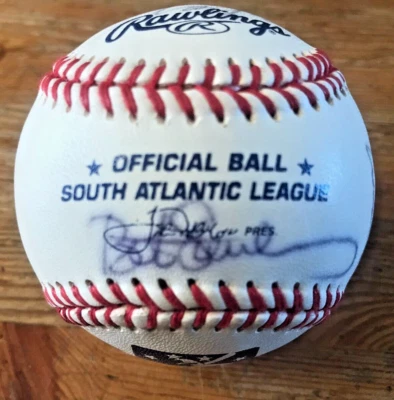 Rawlings
R
OFFICIAL BALL
SOUTH ATLANTIC LEAGUE
PRES.